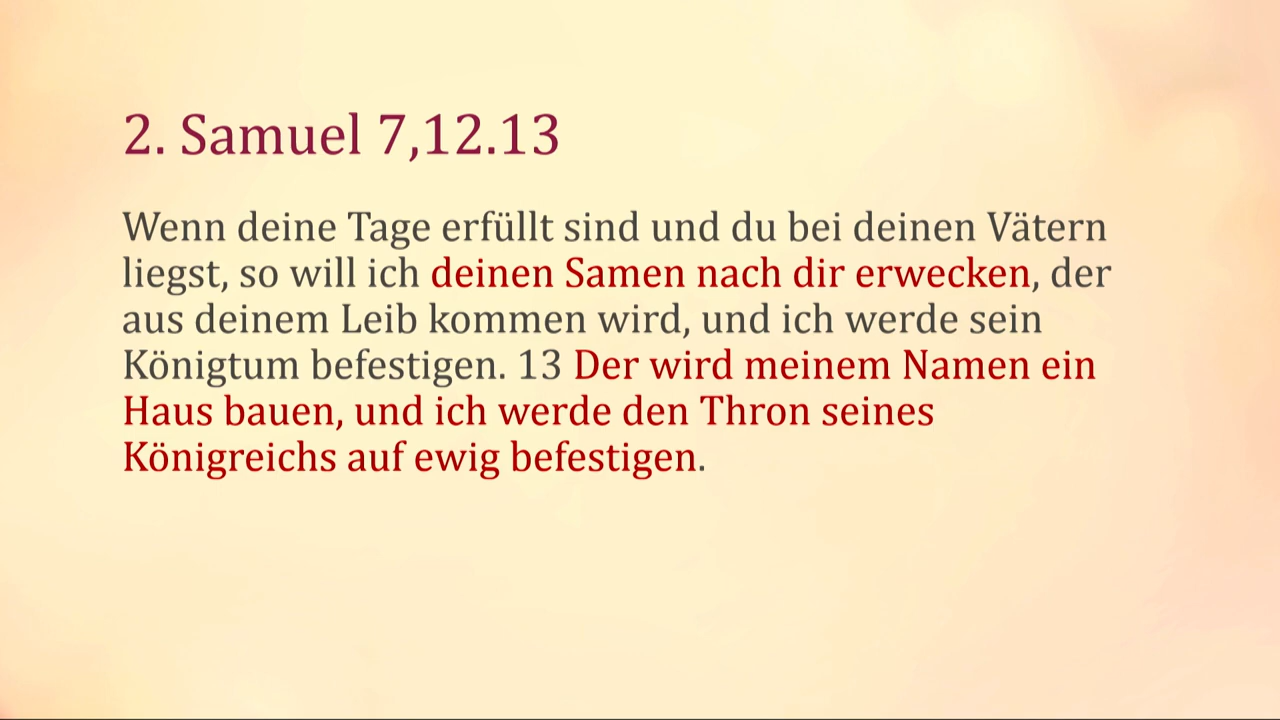 2. Samuel 7,12.13
Wenn deine Tage erfüllt sind und du bei deinen Vätern
liegst, so will ich deinen Samen nach dir erwecken, der
aus deinem Leib kommen wird, und ich werde sein
Königtum befestigen. 13 Der wird meinem Namen ein
Haus bauen, und ich werde den Thron seines
Königreichs auf ewig befestigen.